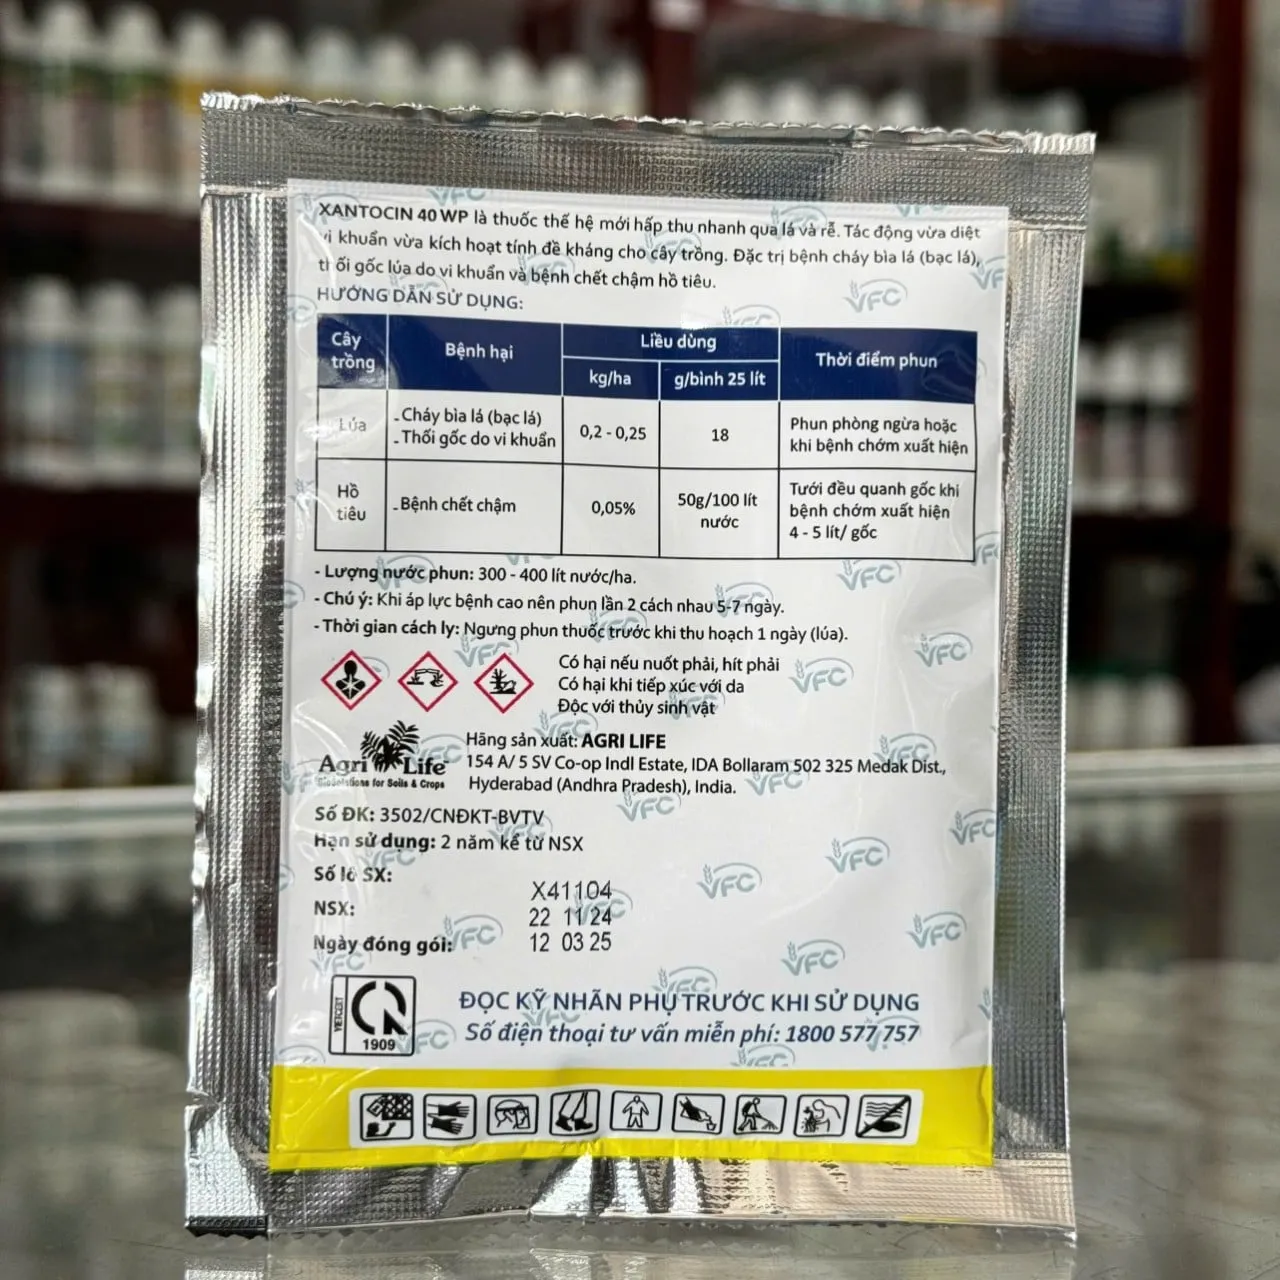 XANTOCIN 40 WP là thuốc thế hệ mới hấp thu nhanh qua lá và rễ. Tác động vừa diệt
vi khuẩn vừa kích hoạt tính đề kháng cho cây trồng. Đặc trị bệnh cháy bìa lá (bạc lá),
thối gốc lúa do vi khuẩn và bệnh chết chậm hồ tiêu.
HƯỚNG DẪN SỬ DỤNG:
Cây trồng | Bệnh hại | Liều dùng | Thời điểm phun
kg/ha | g/bình 25 lít
Lúa | - Cháy bìa lá (bạc lá) - Thối gốc do vi khuẩn | 0,2 - 0,25 | 18 | Phun phòng ngừa hoặc khi bệnh chớm xuất hiện
Hồ tiêu | - Bệnh chết chậm | 0,05% | 50g/100 lít nước | Tưới đều quanh gốc khi bệnh chớm xuất hiện 4 - 5 lít/ gốc
- Lượng nước phun: 300 - 400 lít nước/ha.
- Chú ý: Khi áp lực bệnh cao nên phun lần 2 cách nhau 5-7 ngày.
- Thời gian cách ly: Ngưng phun thuốc trước khi thu hoạch 1 ngày (lúa).
Có hại nếu nuốt phải, hít phải
Có hại khi tiếp xúc với da
Độc với thủy sinh vật
Agri Life
Biosolutions for Soils & Crops
Hãng sản xuất: AGRI LIFE
154 A/ 5 SV Co-op Indl Estate, IDA Bollaram 502 325 Medak Dist.,
Hyderabad (Andhra Pradesh), India.
Số ĐK: 3502/CNĐKT-BVTV
Hạn sử dụng: 2 năm kể từ NSX
Số lô SX: X41104
NSX: 22 11 24
Ngày đóng gói: 12 03 25
VIETCERT
1909
ĐỌC KỸ NHÃN PHỤ TRƯỚC KHI SỬ DỤNG
Số điện thoại tư vấn miễn phí: 1800 577 757
VFC